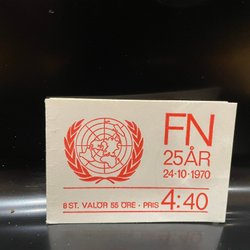 FN
25 ÅR
24·10·1970
8 ST. VALÖR 55 ÖRE · PRIS 4:40